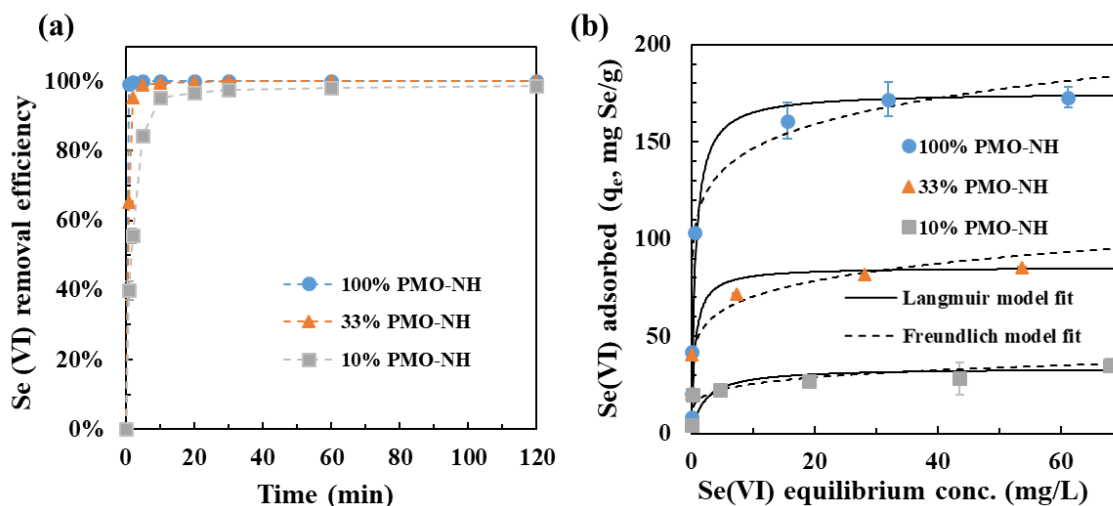 (a)
Se (VI) removal efficiency
100%
80%
60%
40%
20%
0%
100% PMO-NH
33% PMO-NH
10% PMO-NH
0 20 40 60 80 100 120
Time (min)
(b)
Se(VI) adsorbed (qₑ, mg Se/g)
200
150
100
50
0
100% PMO-NH
33% PMO-NH
10% PMO-NH
Langmuir model fit
Freundlich model fit
0 20 40 60
Se(VI) equilibrium conc. (mg/L)